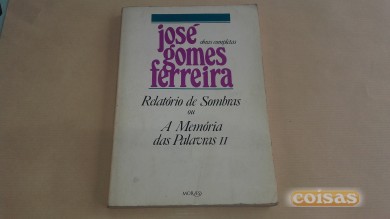 josé
obras completas
gomes
ferreira
Relatório de Sombras
ou
A Memória
das Palavras II
MORAES
coisas